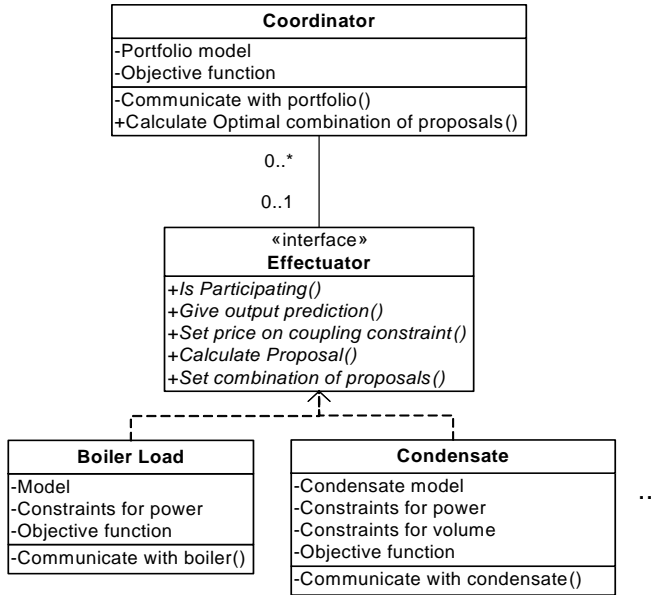 Coordinator
-Portfolio model
-Objective function
-Communicate with portfolio()
+Calculate Optimal combination of proposals()
0..*
0..1
«interface»
Effectuator
+Is Participating()
+Give output prediction()
+Set price on coupling constraint()
+Calculate Proposal()
+Set combination of proposals()
Boiler Load
-Model
-Constraints for power
-Objective function
-Communicate with boiler()
Condensate
-Condensate model
-Constraints for power
-Constraints for volume
-Objective function
-Communicate with condensate()
..